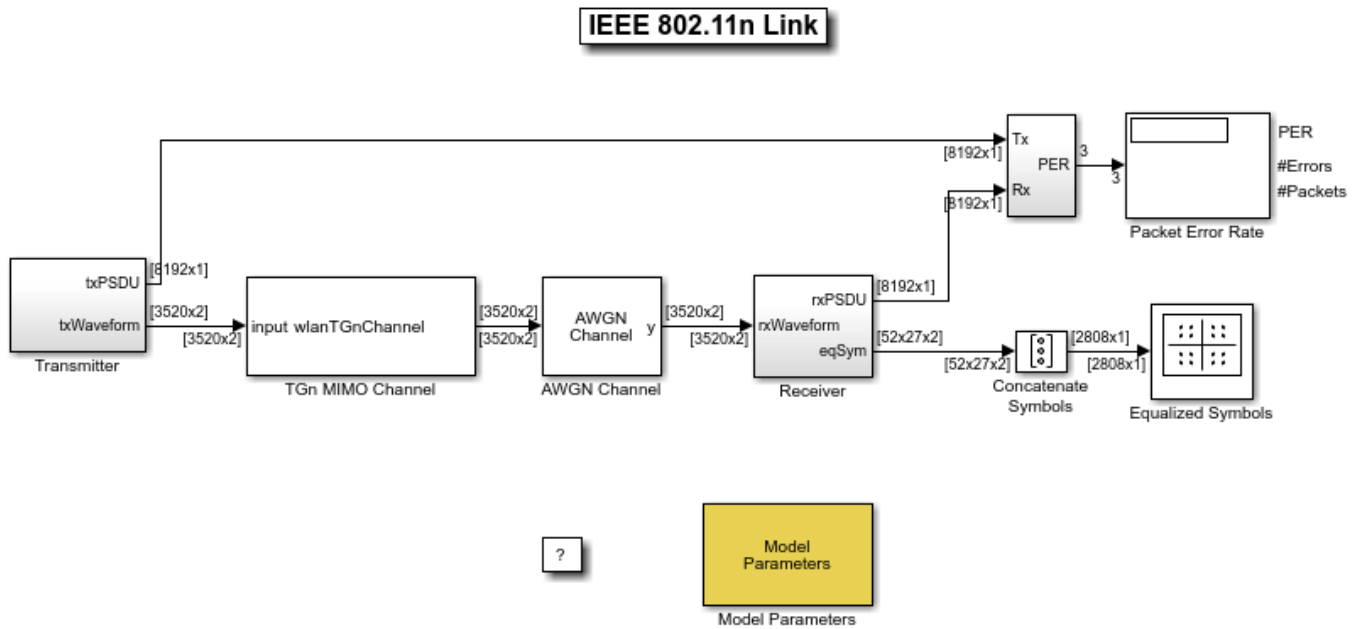 IEEE 802.11n Link
Tx
[8192x1]
PER
3
3
Rx
[8192x1]
PER
#Errors
#Packets
Packet Error Rate
txPSDU
[8192x1]
txWaveform
[3520x2]
[3520x2]
Transmitter
input wlanTGnChannel
[3520x2]
[3520x2]
TGn MIMO Channel
AWGN
Channel
y
[3520x2]
[3520x2]
AWGN Channel
rxWaveform
rxPSDU
[8192x1]
eqSym
[52x27x2]
[52x27x2]
Receiver
[2808x1]
[2808x1]
Concatenate
Symbols
Equalized Symbols
?
Model
Parameters
Model Parameters